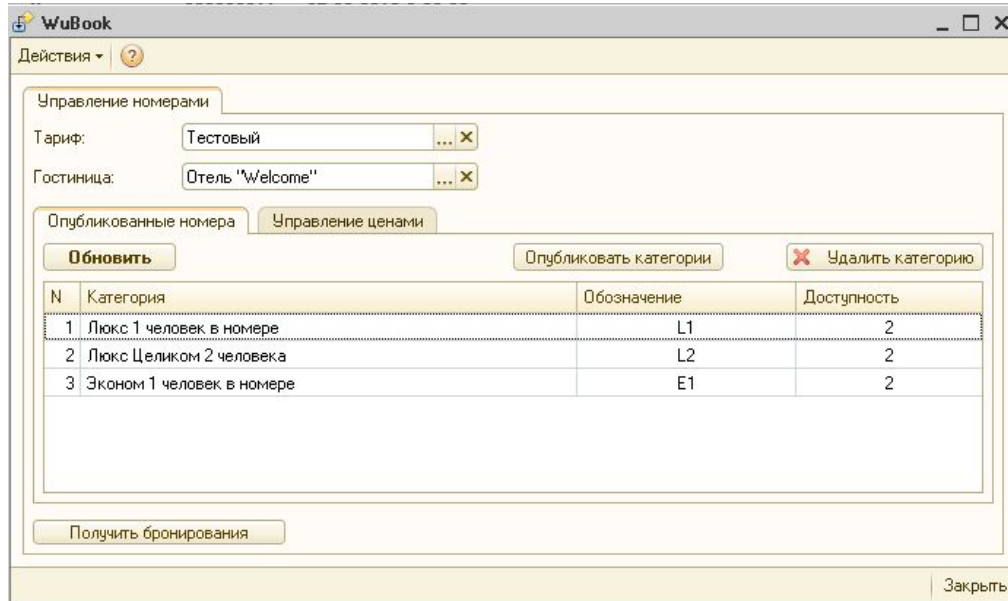 WuBook
Действия
Управление номерами
Тариф: Тестовый ...
Гостиница: Отель "Welcome" ...
Опубликованные номера Управление ценами
Обновить Опубликовать категории Удалить категорию
N Категория Обозначение Доступность
1 Люкс 1 человек в номере L1 2
2 Люкс Целиком 2 человека L2 2
3 Эконом 1 человек в номере E1 2
Получить бронирования
Закрыть